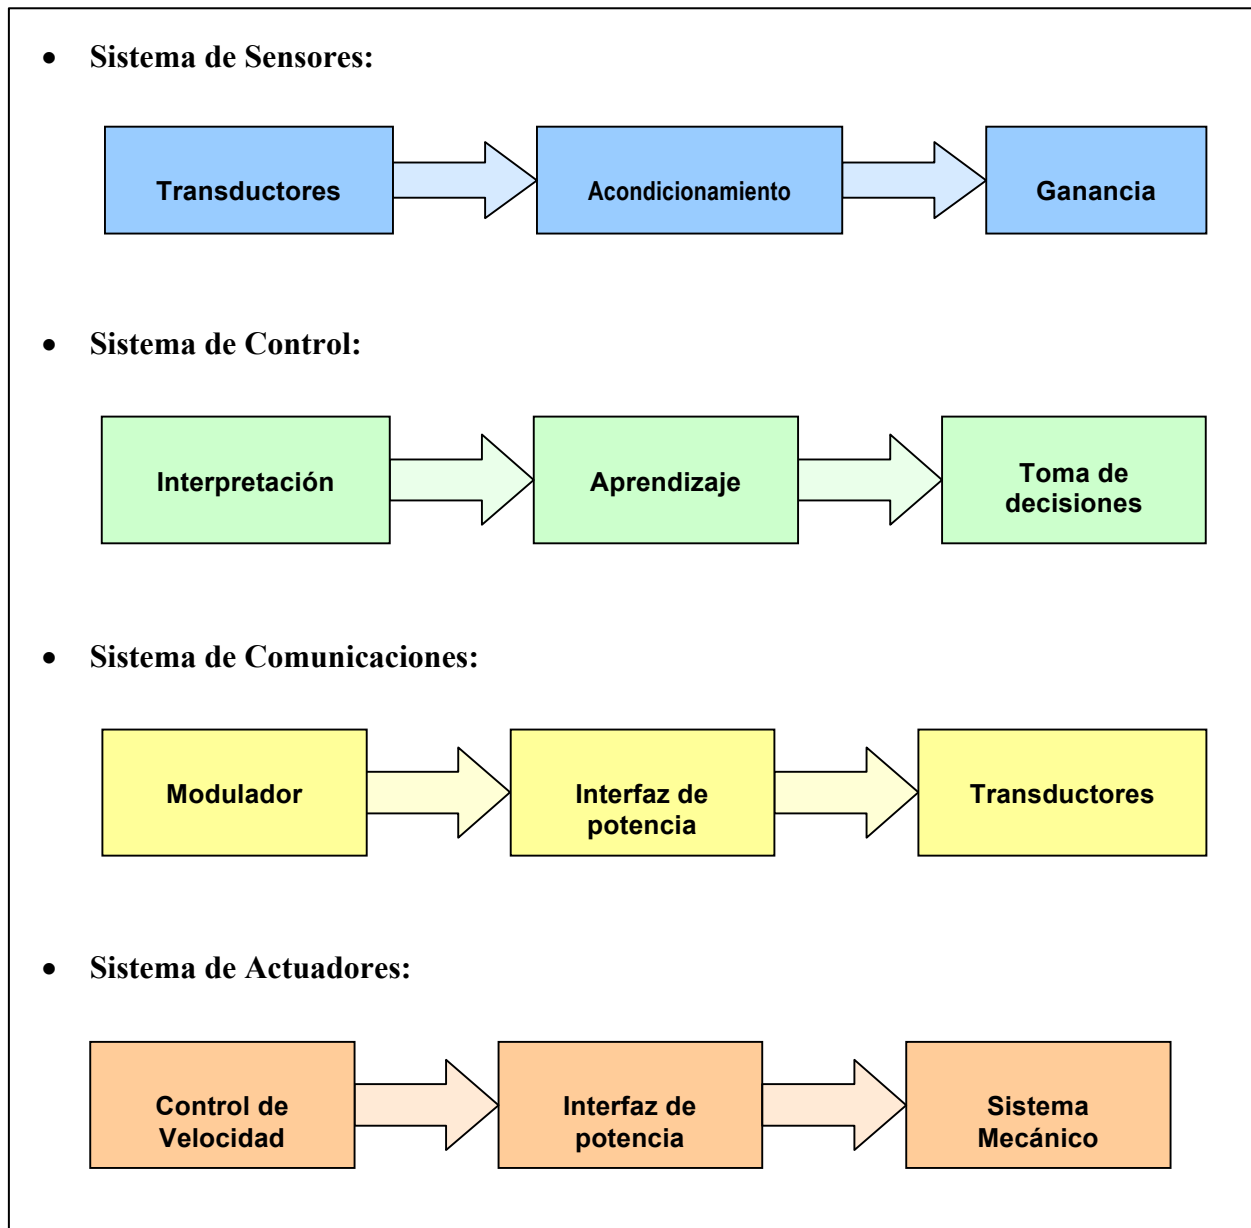 • Sistema de Sensores:
Transductores
Acondicionamiento
Ganancia
• Sistema de Control:
Interpretación
Aprendizaje
Toma de
decisiones
• Sistema de Comunicaciones:
Modulador
Interfaz de
potencia
Transductores
• Sistema de Actuadores:
Control de
Velocidad
Interfaz de
potencia
Sistema
Mecánico